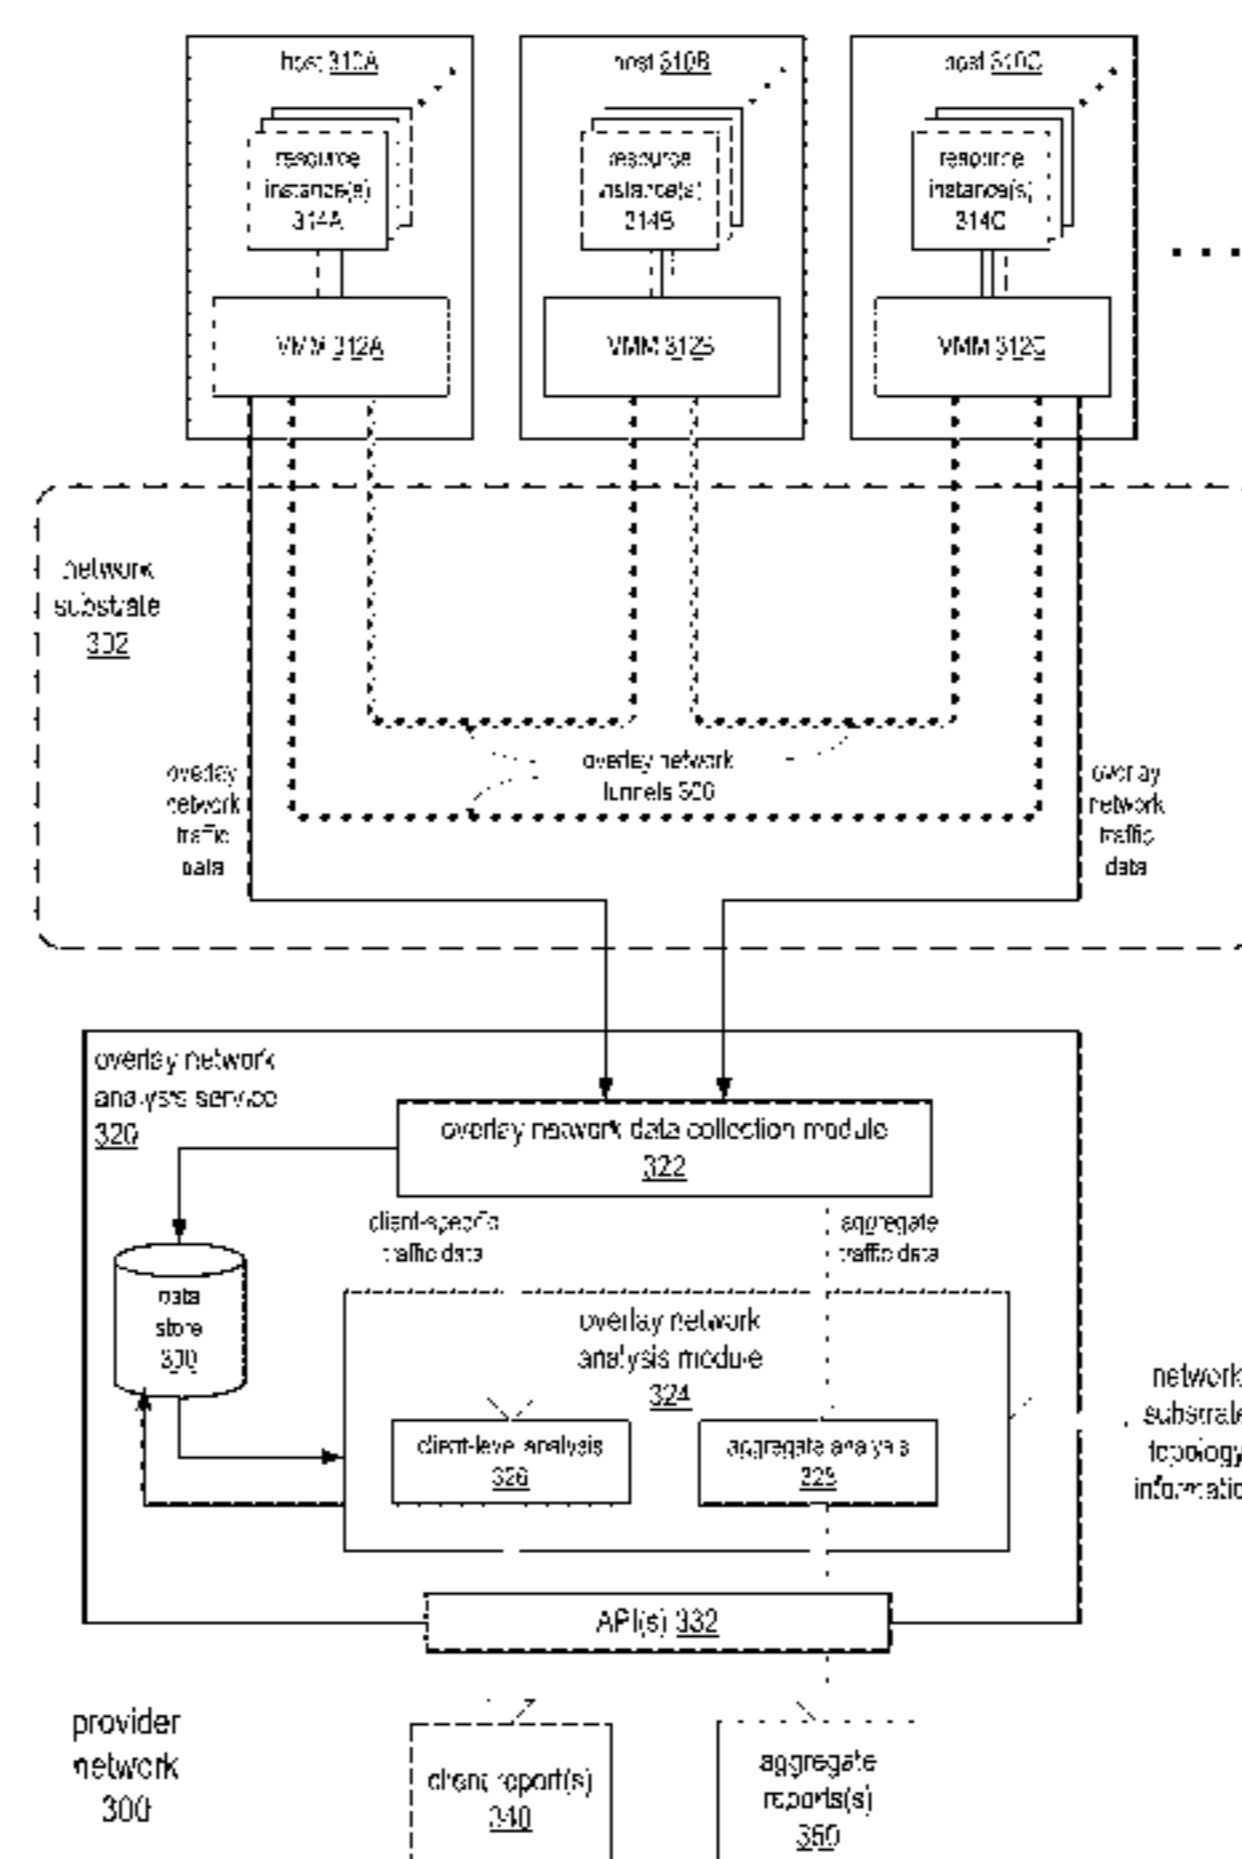 host 310A
host 310B
host 310C
resource
instance(s)
314A
resource
instance(s)
314B
resource
instance(s)
314C
VMM 312A
VMM 312B
VMM 312C
network
substrate
302
overlay network
tunnels 306
overlay
network
traffic
data
overlay
network
traffic
data
overlay network
analysis service
320
overlay network data collection module
322
client-specific
traffic data
aggregate
traffic data
data
store
330
overlay network
analysis module
324
client-level analysis
326
aggregate analysis
328
network
substrate
topology
informatio
API(s) 332
provider
network
300
client report(s)
340
aggregate
reports(s)
350